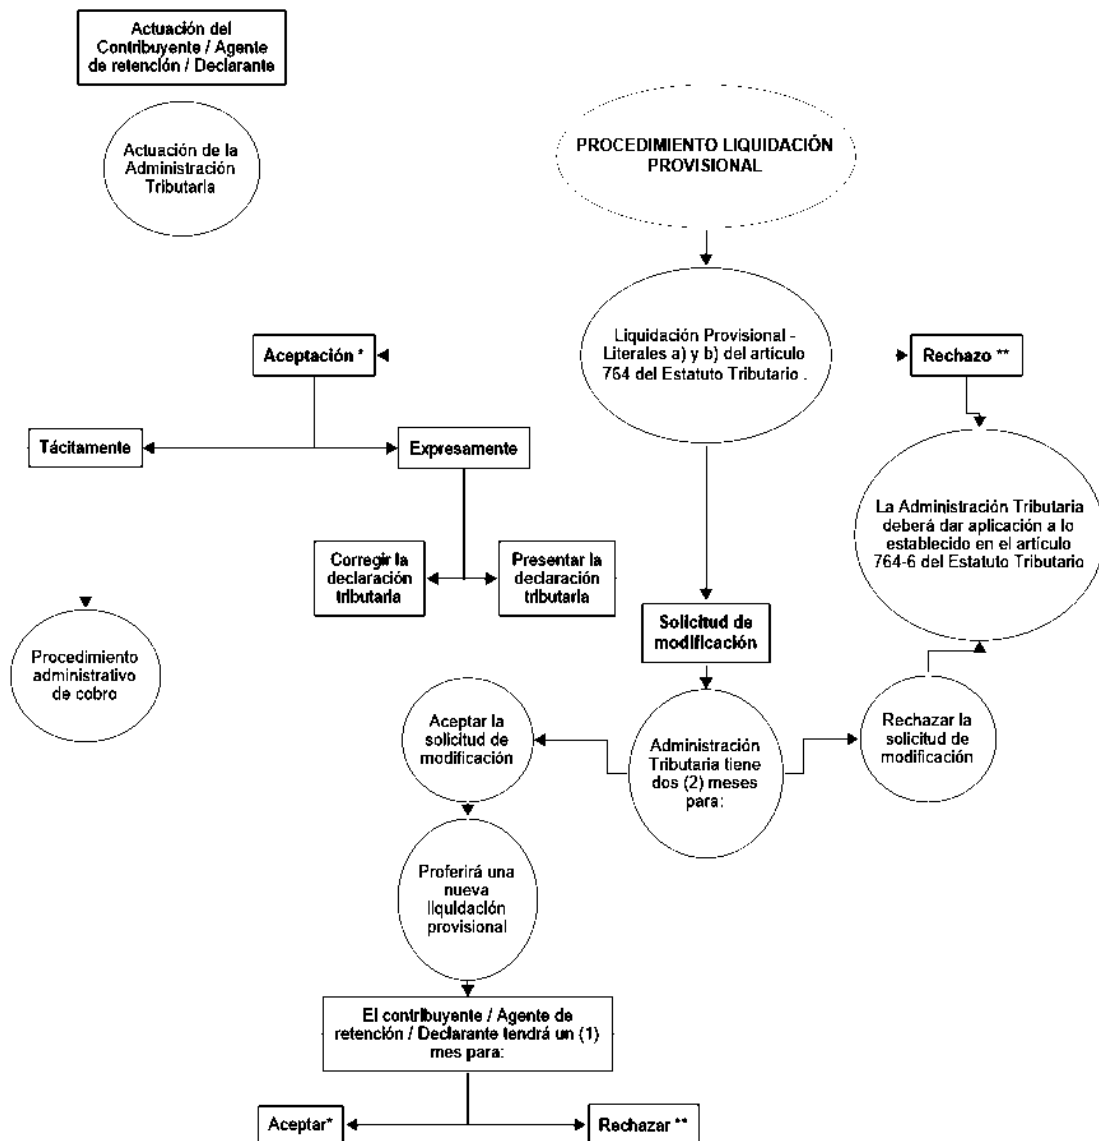 Actuación del
Contribuyente / Agente
de retención / Declarante
Actuación de la
Administración
Tributaria
PROCEDIMIENTO LIQUIDACIÓN
PROVISIONAL
Liquidación Provisional -
Literales a) y b) del artículo
764 del Estatuto Tributario .
Aceptación *
Rechazo **
Tácitamente
Expresamente
La Administración Tributaria
deberá dar aplicación a lo
establecido en el artículo
764-6 del Estatuto Tributario
Corregir la
declaración
tributaria
Presentar la
declaración
tributaria
Solicitud de
modificación
Procedimiento
administrativo
de cobro
Aceptar la
solicitud de
modificación
Administración
Tributaria tiene
dos (2) meses
para:
Rechazar la
solicitud de
modificación
Proferirá una
nueva
liquidación
provisional
El contribuyente / Agente de
retención / Declarante tendrá un (1)
mes para:
Aceptar*
Rechazar **